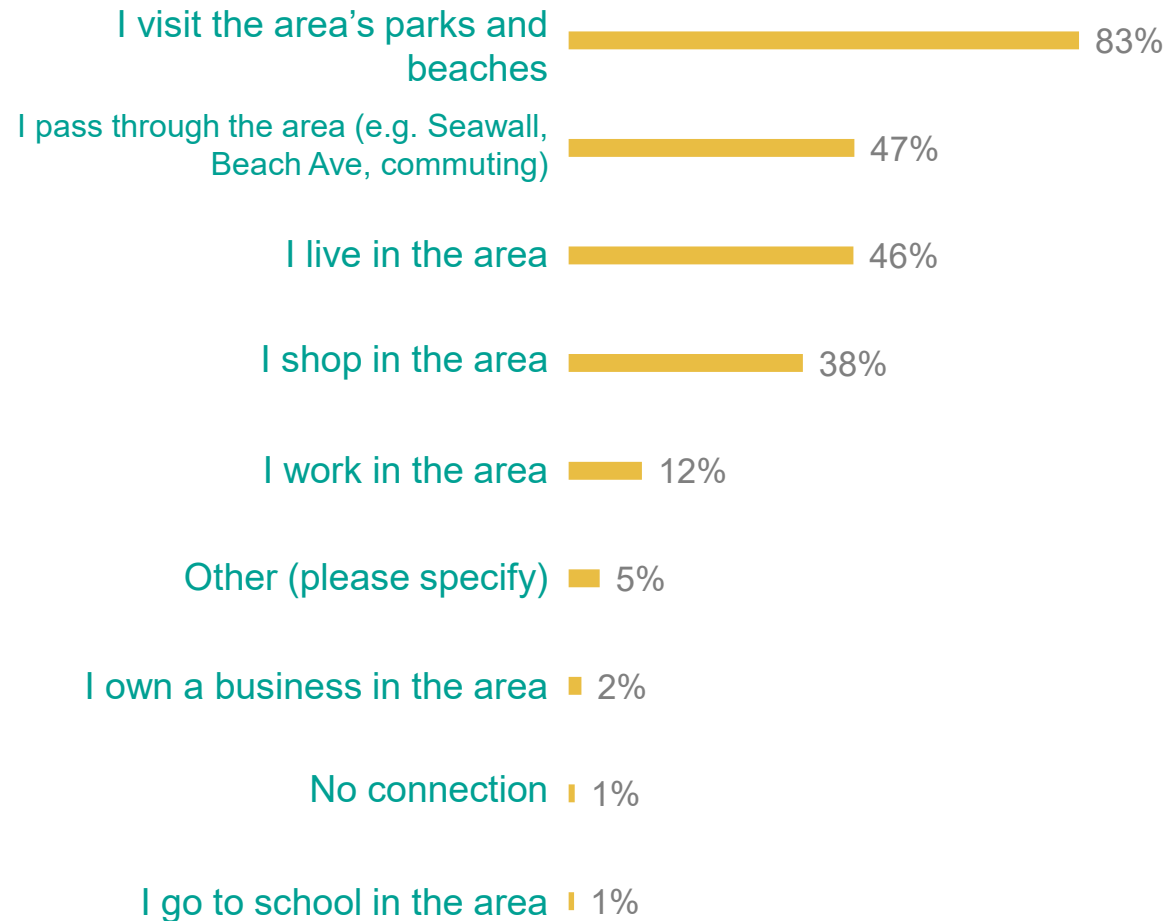 I visit the area’s parks and
beaches
83%
I pass through the area (e.g. Seawall,
Beach Ave, commuting)
47%
I live in the area
46%
I shop in the area
38%
I work in the area
12%
Other (please specify)
5%
I own a business in the area
2%
No connection
1%
I go to school in the area
1%